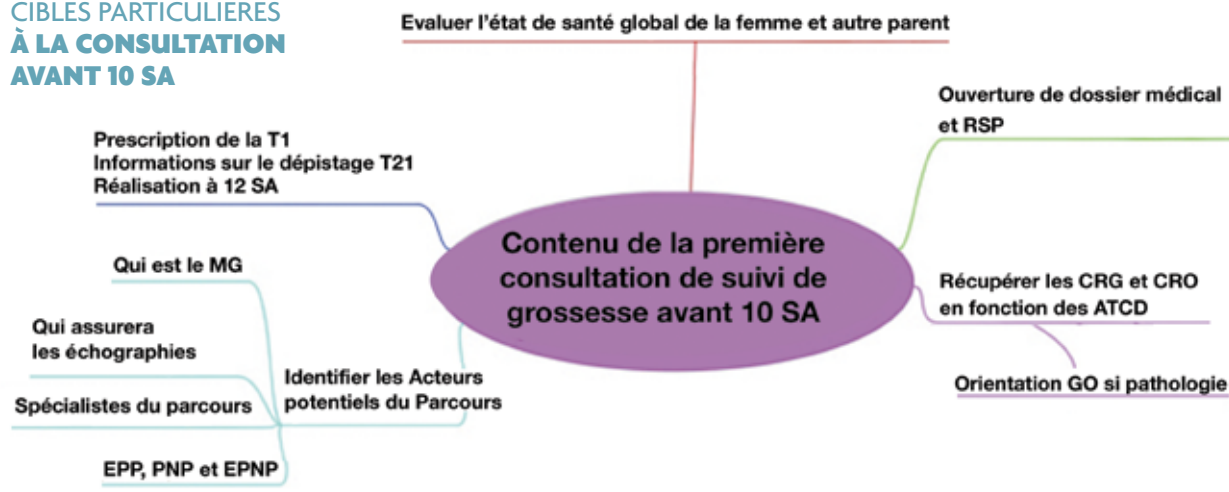 CIBLES PARTICULIERES
À LA CONSULTATION
AVANT 10 SA
Evaluer l'état de santé global de la femme et autre parent
Ouverture de dossier médical
et RSP
Prescription de la T1
Informations sur le dépistage T21
Réalisation à 12 SA
Contenu de la première
consultation de suivi de
grossesse avant 10 SA
Qui est le MG
Récupérer les CRG et CRO
en fonction des ATCD
Qui assurera
les échographies
Identifier les Acteurs
potentiels du Parcours
Orientation GO si pathologie
Spécialistes du parcours
EPP, PNP et EPNP